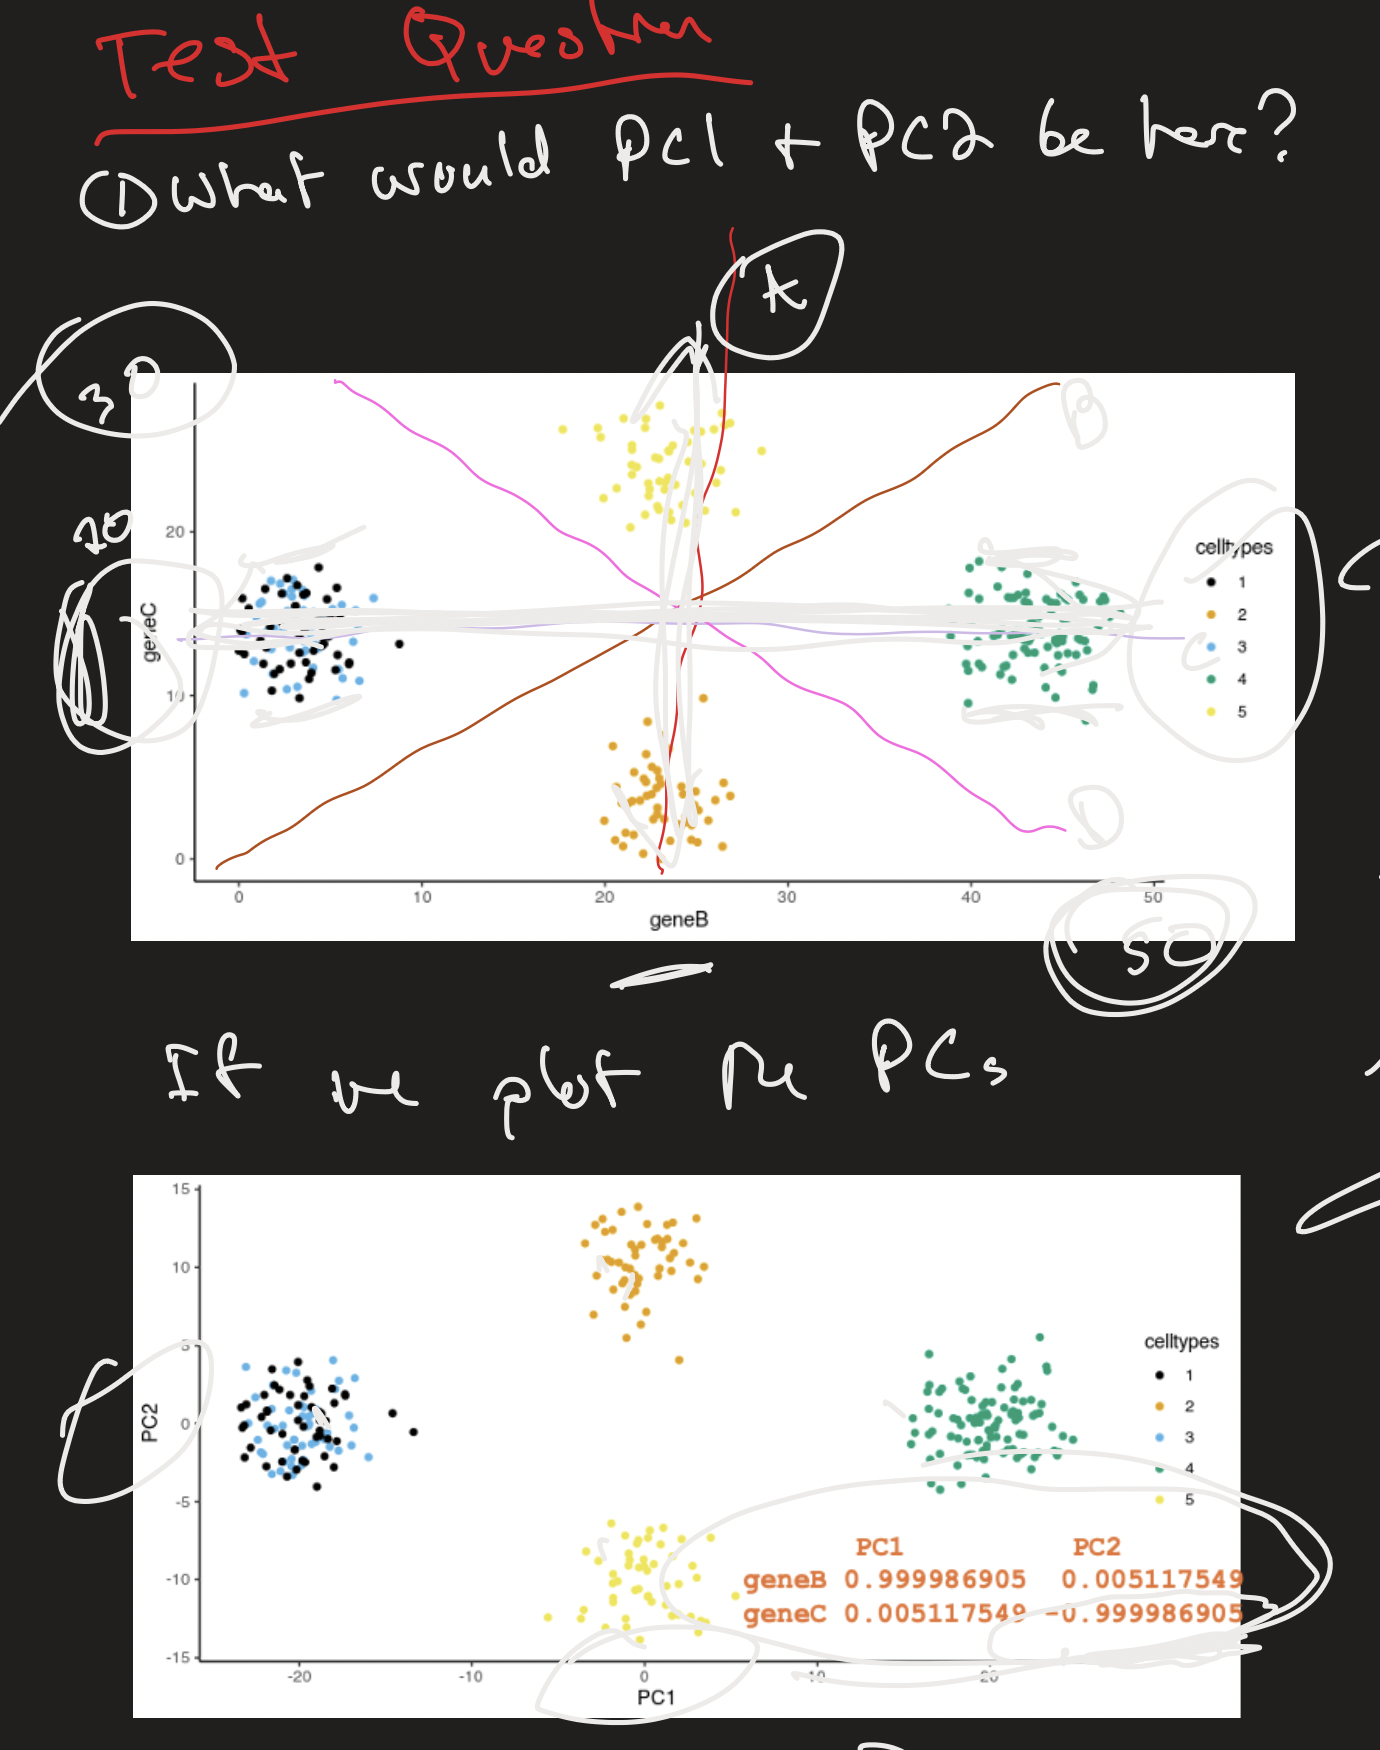 Test Question
① What would PC1 + PC2 be here?
A
30
B
20
20
celltypes
1
2
C
3
4
5
geneC
10
D
0
0 10 20 30 40 50
geneB
50
If we plot the PCs
15
10
5
celltypes
1
2
3
4
5
PC2
0
-5
PC1 PC2
geneB 0.999986905 0.005117549
geneC 0.005117549 -0.999986905
-10
-15
-20 -10 0 10 20
PC1